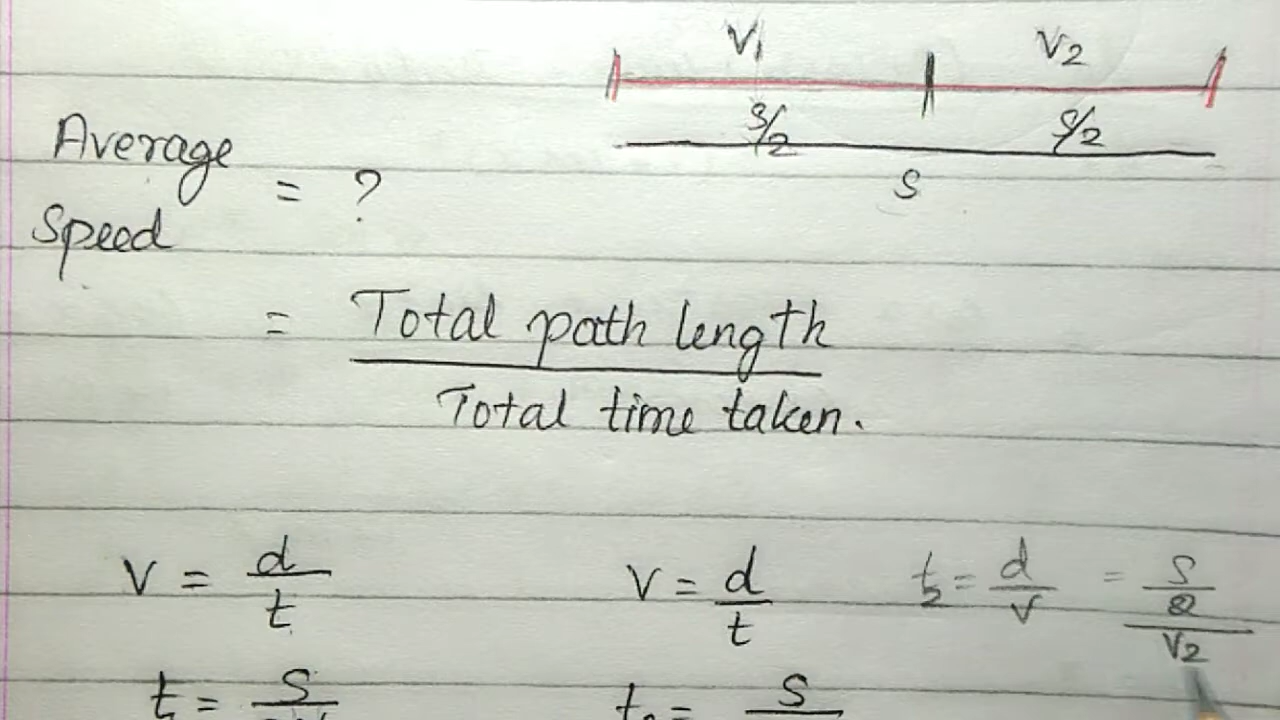 V1 V2
S/2 S/2
S
Average
Speed = ?
= Total path length
Total time taken.
V = d/t V = d/t t2 = d/v = S/2/V2
t = S t = S